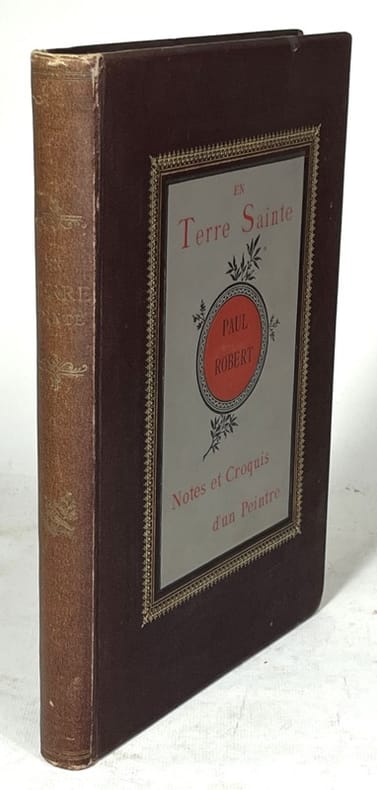 EN
Terre Sainte
PAUL
ROBERT
Notes et Croquis
d'un Peintre